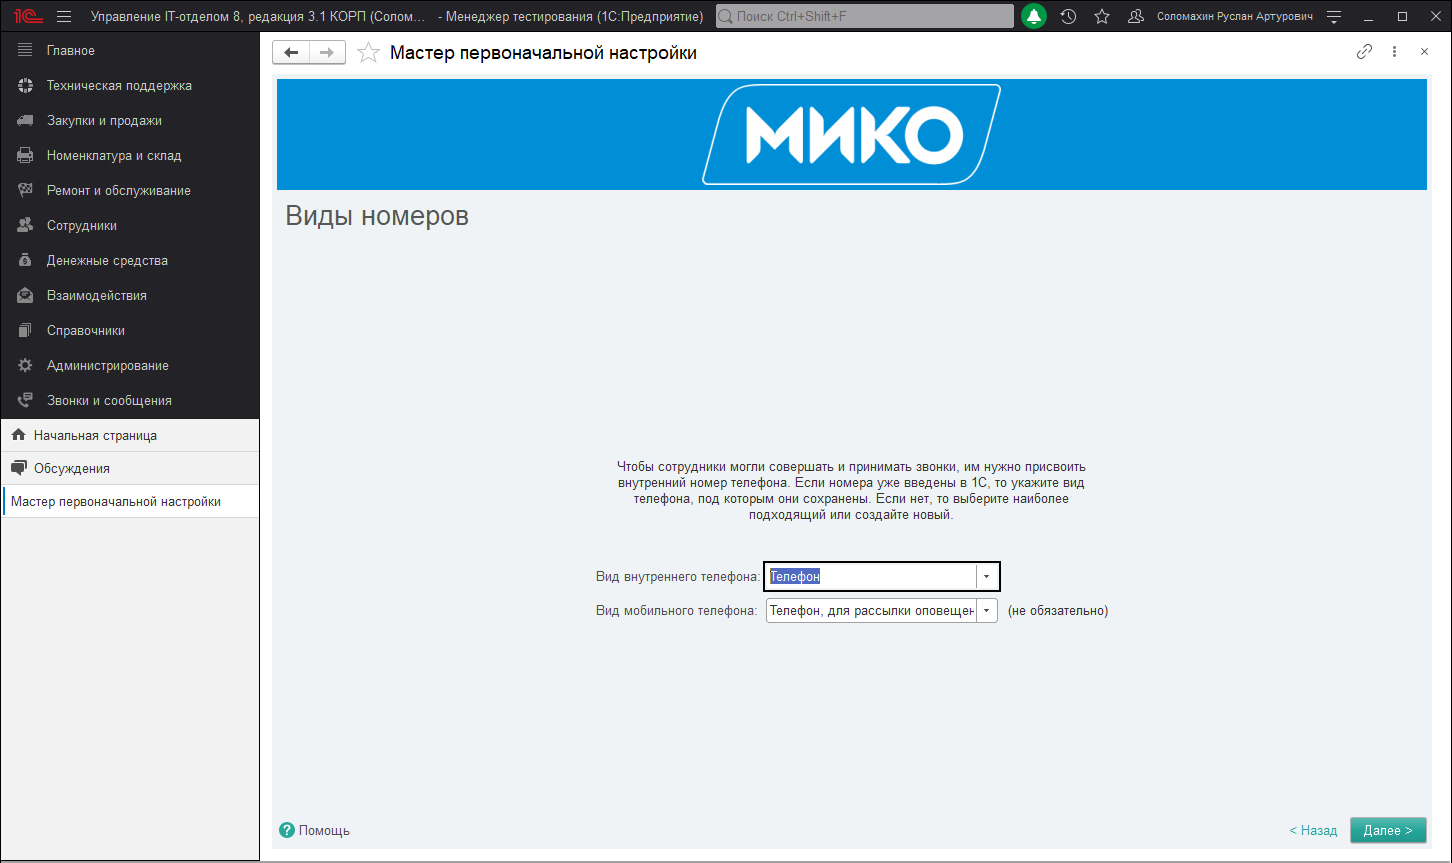 1С Управление IT-отделом 8, редакция 3.1 КОРП (Солом... - Менеджер тестирования (1С:Предприятие) Поиск Ctrl+Shift+F Соломахин Руслан Артурович
Главное
Техническая поддержка
Закупки и продажи
Номенклатура и склад
Ремонт и обслуживание
Сотрудники
Денежные средства
Взаимодействия
Справочники
Администрирование
Звонки и сообщения
Начальная страница
Обсуждения
Мастер первоначальной настройки
Мастер первоначальной настройки
МИКО
Виды номеров
Чтобы сотрудники могли совершать и принимать звонки, им нужно присвоить
внутренний номер телефона. Если номера уже введены в 1С, то укажите вид
телефона, под которым они сохранены. Если нет, то выберите наиболее
подходящий или создайте новый.
Вид внутреннего телефона: Телефон
Вид мобильного телефона: Телефон, для рассылки оповещен (не обязательно)
? Помощь
< Назад Далее >